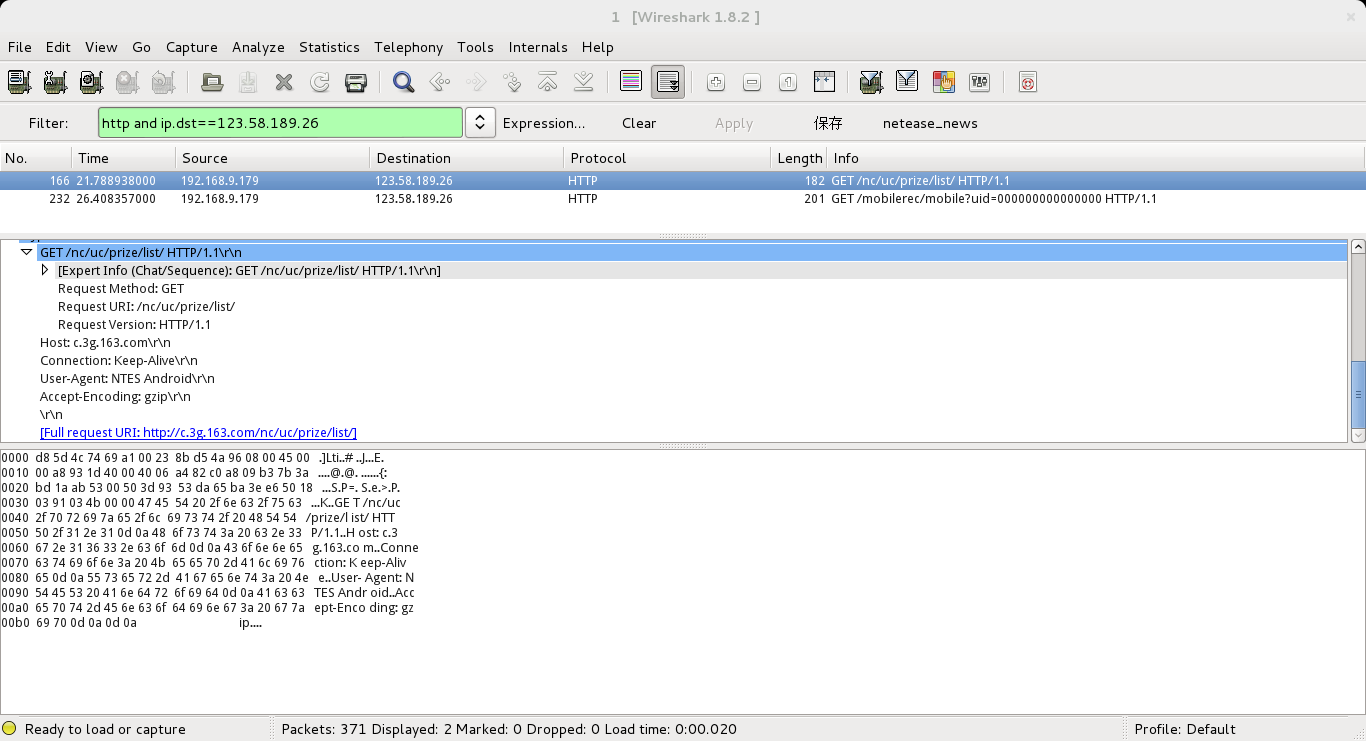 1 [Wireshark 1.8.2 ]
File Edit View Go Capture Analyze Statistics Telephony Tools Internals Help
Filter: http and ip.dst==123.58.189.26 Expression... Clear Apply 保存 netease_news
No. Time Source Destination Protocol Length Info
166 21.788938000 192.168.9.179 123.58.189.26 HTTP 182 GET /nc/uc/prize/list/ HTTP/1.1
232 26.408357000 192.168.9.179 123.58.189.26 HTTP 201 GET /mobilerec/mobile?uid=000000000000000 HTTP/1.1
GET /nc/uc/prize/list/ HTTP/1.1\r\n
[Expert Info (Chat/Sequence): GET /nc/uc/prize/list/ HTTP/1.1\r\n]
Request Method: GET
Request URI: /nc/uc/prize/list/
Request Version: HTTP/1.1
Host: c.3g.163.com\r\n
Connection: Keep-Alive\r\n
User-Agent: NTES Android\r\n
Accept-Encoding: gzip\r\n
\r\n
[Full request URI: http://c.3g.163.com/nc/uc/prize/list/]
0000 d8 5d 4c 74 69 a1 00 23 8b d5 4a 96 08 00 45 00 .]Lti..# ..J...E.
0010 00 a8 93 1d 40 00 40 06 a4 82 c0 a8 09 b3 7b 3a ....@.@. ......{:
0020 bd 1a ab 53 00 50 3d 93 53 da 65 ba 3e e6 50 18 ...S.P=. S.e.>.P.
0030 03 91 03 4b 00 00 47 45 54 20 2f 6e 63 2f 75 63 ...K..GE T /nc/uc
0040 2f 70 72 69 7a 65 2f 6c 69 73 74 2f 20 48 54 54 /prize/l ist/ HTT
0050 50 2f 31 2e 31 0d 0a 48 6f 73 74 3a 20 63 2e 33 P/1.1..H ost: c.3
0060 67 2e 31 36 33 2e 63 6f 6d 0d 0a 43 6f 6e 6e 65 g.163.co m..Conne
0070 63 74 69 6f 6e 3a 20 4b 65 65 70 2d 41 6c 69 76 ction: K eep-Aliv
0080 65 0d 0a 55 73 65 72 2d 41 67 65 6e 74 3a 20 4e e..User- Agent: N
0090 54 45 53 20 41 6e 64 72 6f 69 64 0d 0a 41 63 63 TES Andr oid..Acc
00a0 65 70 74 2d 45 6e 63 6f 64 69 6e 67 3a 20 67 7a ept-Enco ding: gz
00b0 69 70 0d 0a 0d 0a ip....
Ready to load or capture Packets: 371 Displayed: 2 Marked: 0 Dropped: 0 Load time: 0:00.020 Profile: Default